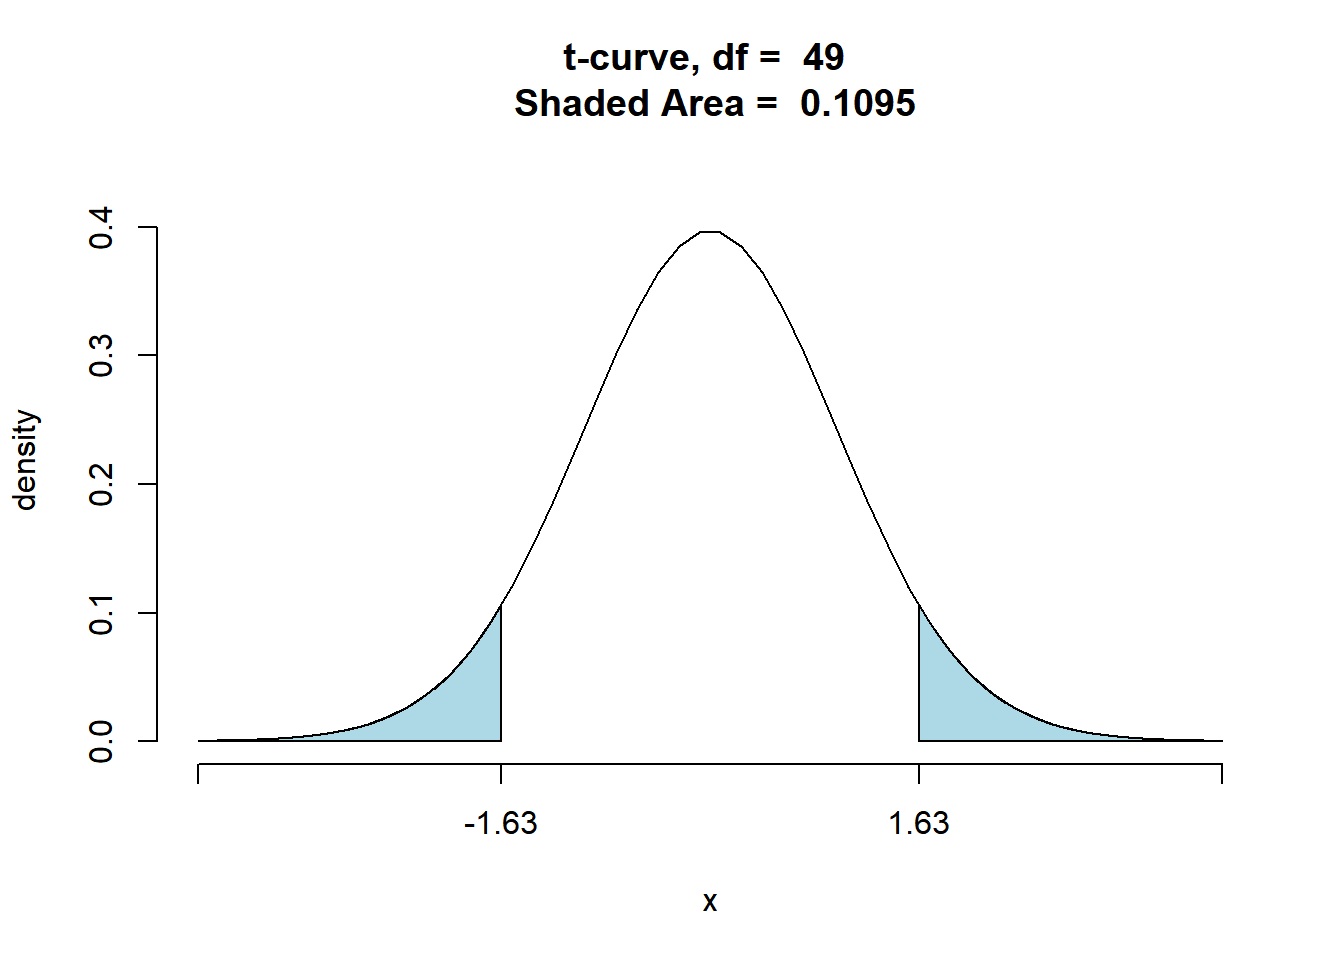 t-curve, df =  49
Shaded Area =  0.1095
0.4
0.3
0.2
0.1
0.0
density
-1.63
1.63
x